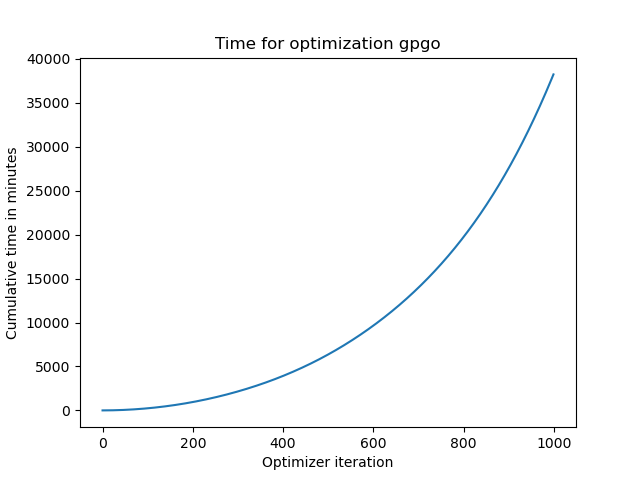 Time for optimization gpgo
40000
35000
30000
25000
20000
15000
10000
5000
0
Cumulative time in minutes
0 200 400 600 800 1000
Optimizer iteration